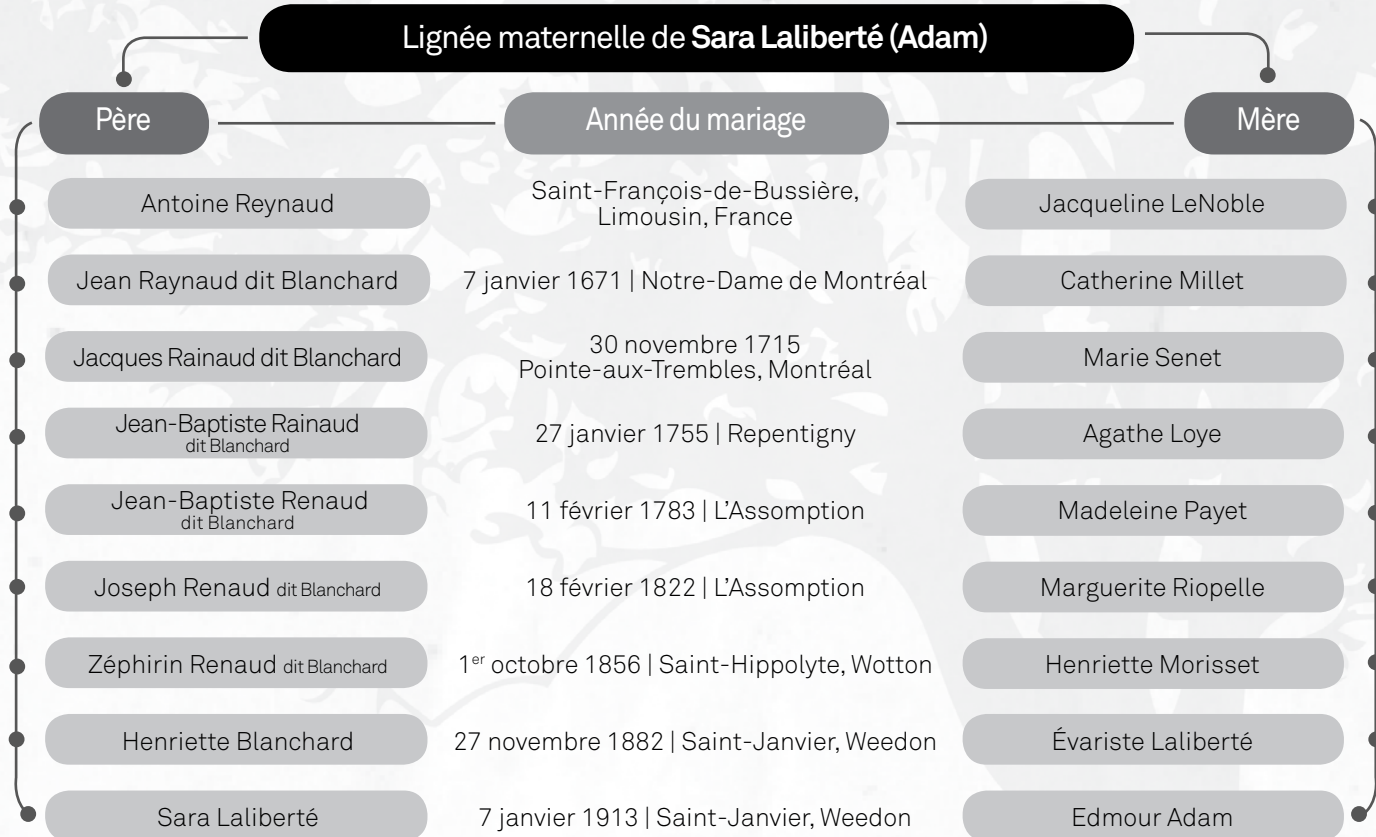 Lignée maternelle de Sara Laliberté (Adam)
Père
Année du mariage
Mère
Antoine Reynaud
Saint-François-de-Bussière,
Limousin, France
Jacqueline LeNoble
Jean Raynaud dit Blanchard
7 janvier 1671 | Notre-Dame de Montréal
Catherine Millet
Jacques Rainaud dit Blanchard
30 novembre 1715
Pointe-aux-Trembles, Montréal
Marie Senet
Jean-Baptiste Rainaud
dit Blanchard
27 janvier 1755 | Repentigny
Agathe Loye
Jean-Baptiste Renaud
dit Blanchard
11 février 1783 | L'Assomption
Madeleine Payet
Joseph Renaud dit Blanchard
18 février 1822 | L'Assomption
Marguerite Riopelle
Zéphirin Renaud dit Blanchard
1er octobre 1856 | Saint-Hippolyte, Wotton
Henriette Morisset
Henriette Blanchard
27 novembre 1882 | Saint-Janvier, Weedon
Évariste Laliberté
Sara Laliberté
7 janvier 1913 | Saint-Janvier, Weedon
Edmour Adam